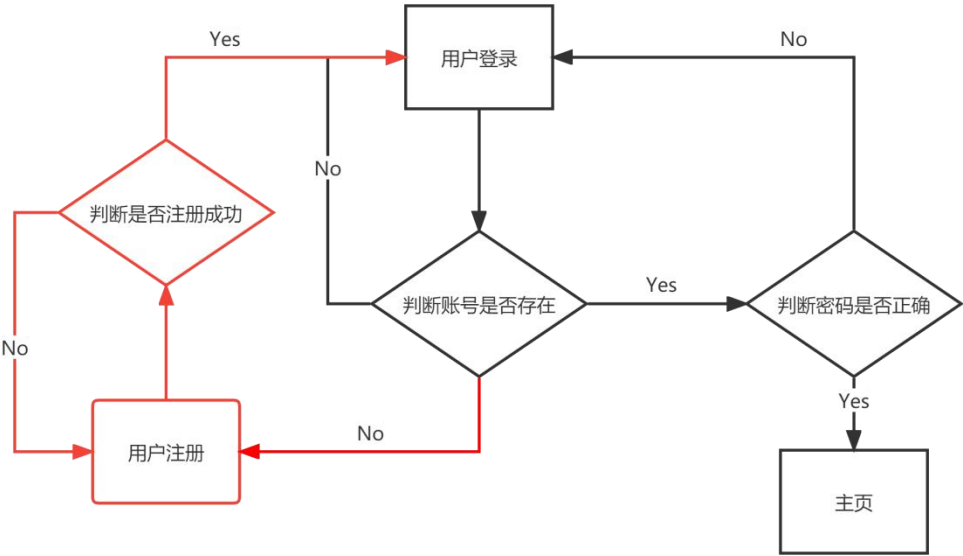 Yes
用户登录
No
No
判断是否注册成功
判断账号是否存在
Yes
判断密码是否正确
No
Yes
No
用户注册
主页